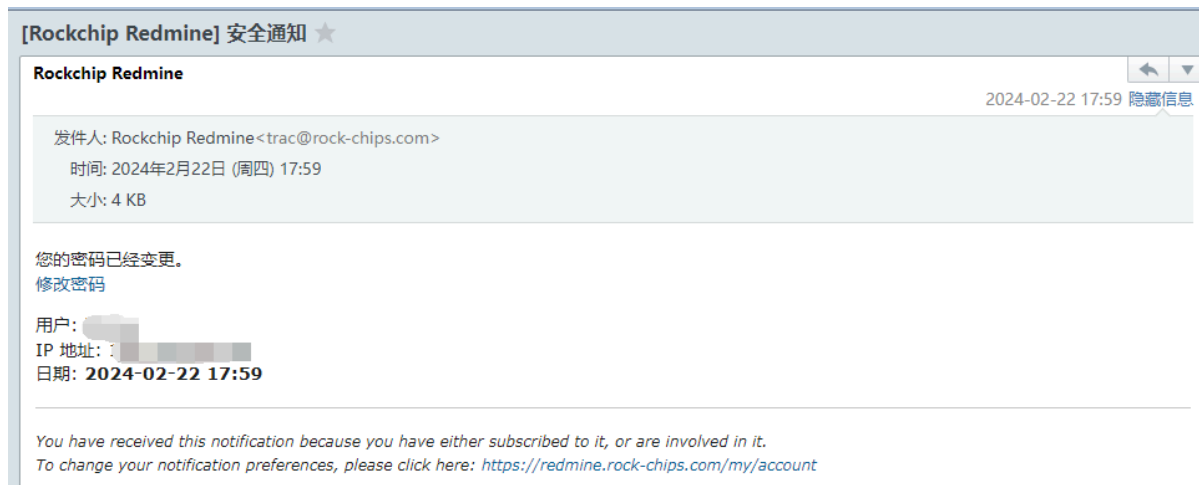 [Rockchip Redmine] 安全通知
Rockchip Redmine
2024-02-22 17:59 隐藏信息
发件人: Rockchip Redmine<trac@rock-chips.com>
时间: 2024年2月22日 (周四) 17:59
大小: 4 KB
您的密码已经变更。
修改密码
用户:
IP 地址:
日期: 2024-02-22 17:59
You have received this notification because you have either subscribed to it, or are involved in it.
To change your notification preferences, please click here: https://redmine.rock-chips.com/my/account